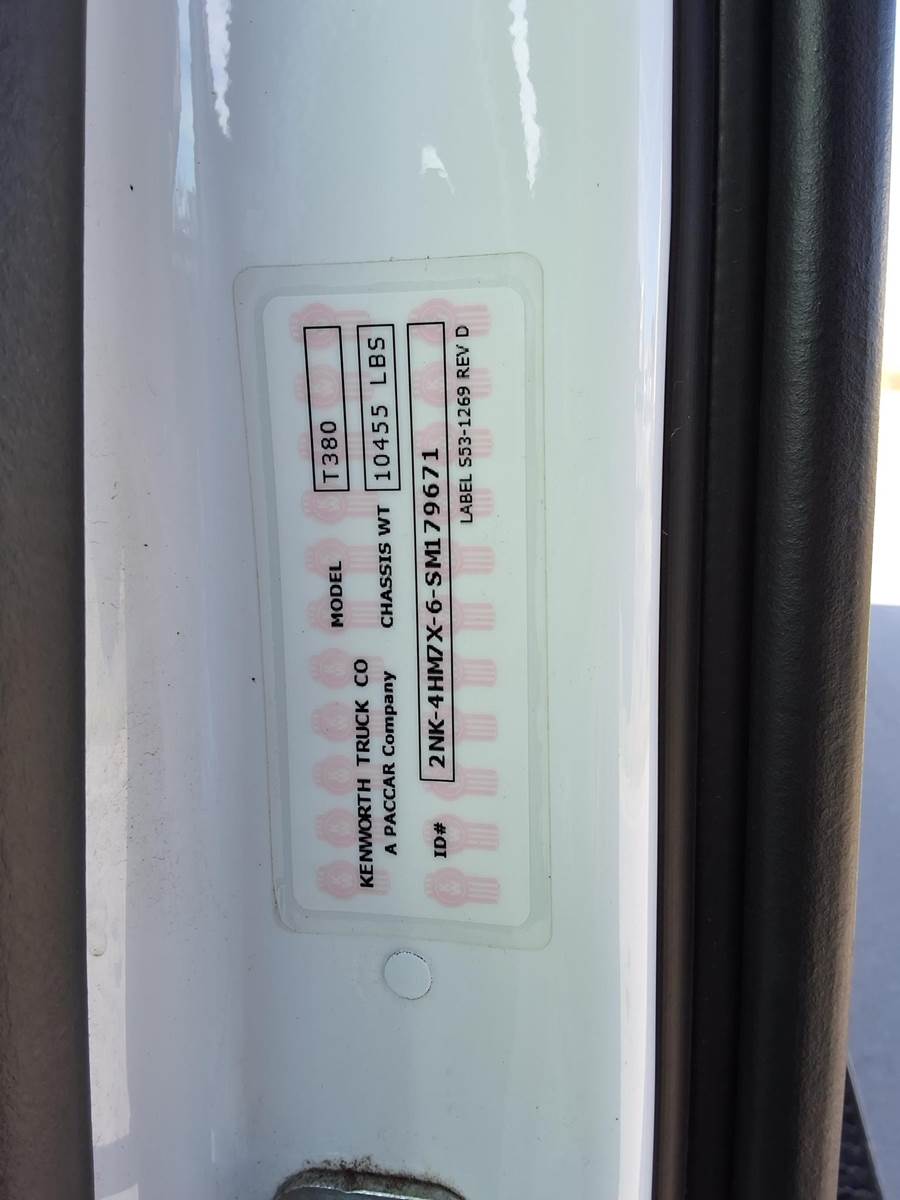 KENWORTH TRUCK CO
A PACCAR Company
MODEL T380
CHASSIS WT 10455 LBS
ID# 2NK-4HM7X-6-SM179671
LABEL S53-1269 REV D